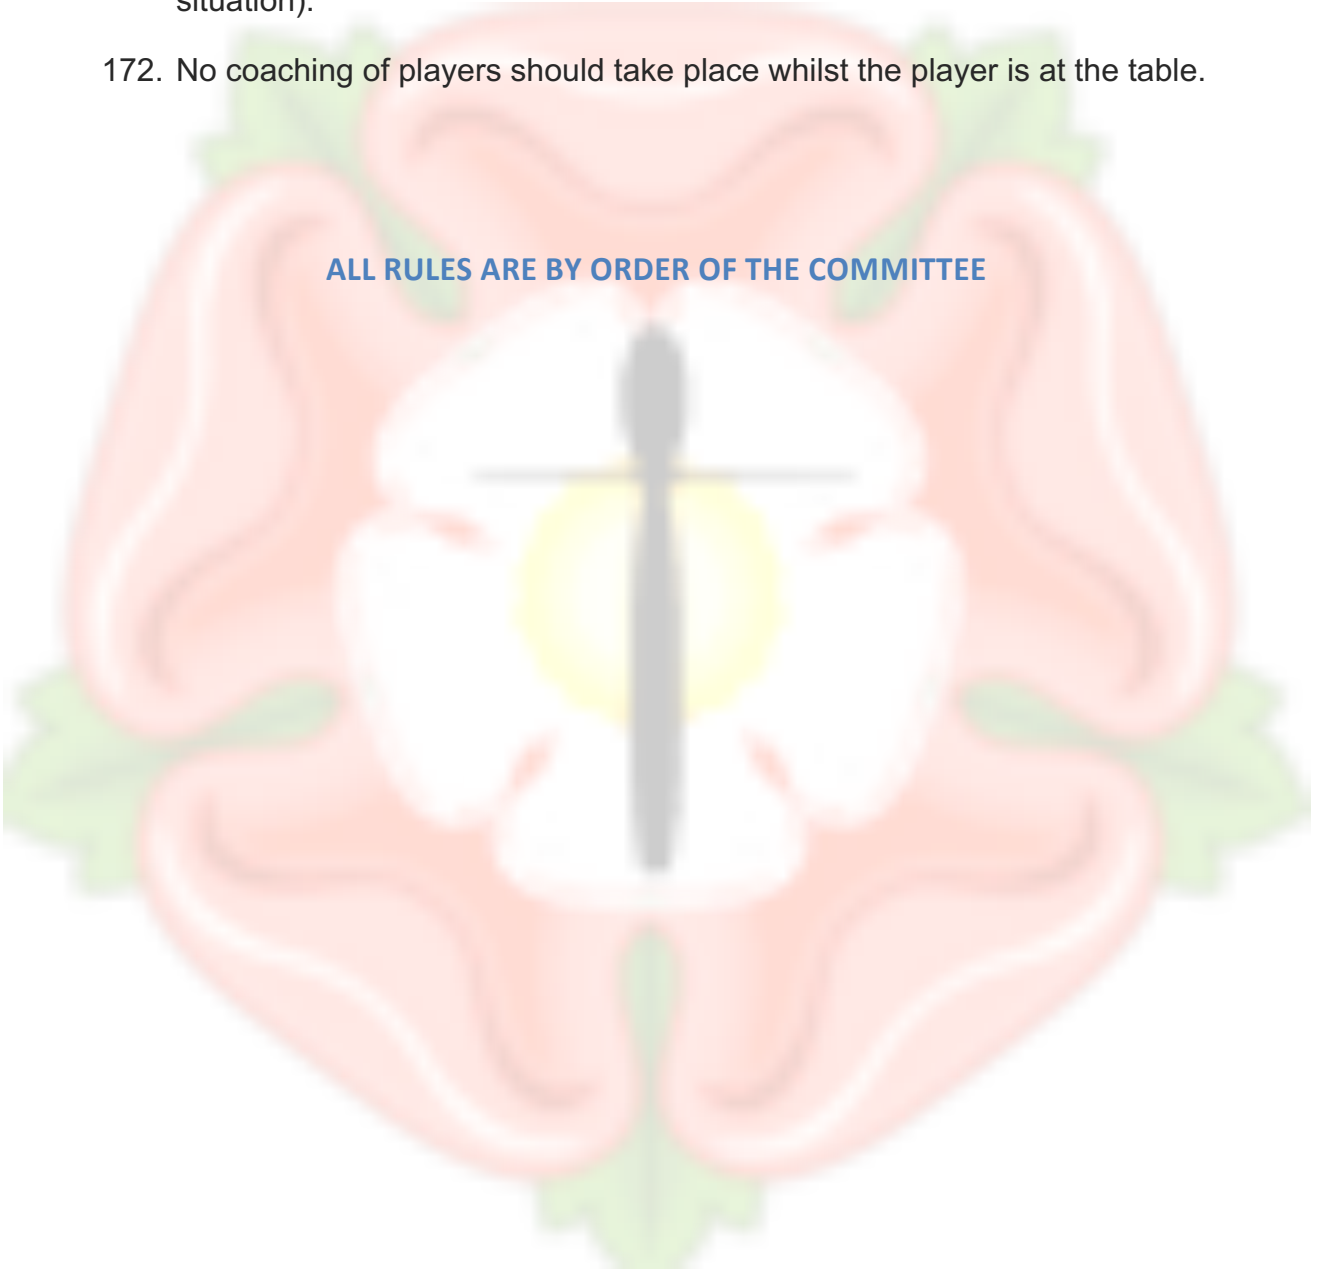 situation).
172. No coaching of players should take place whilst the player is at the table.
ALL RULES ARE BY ORDER OF THE COMMITTEE